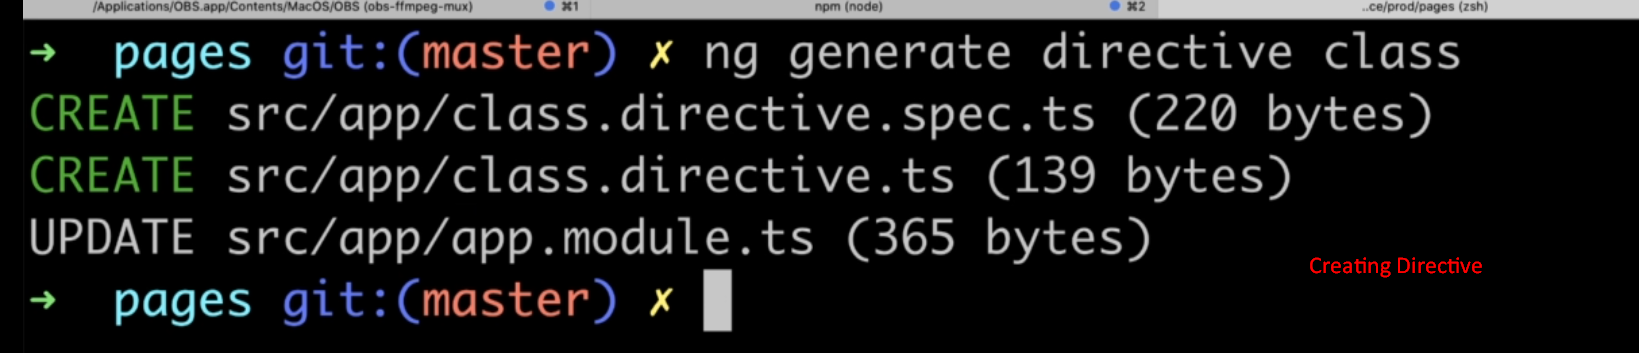 /Applications/OBS.app/Contents/MacOS/OBS (obs-ffmpeg-mux) ⌘1 npm (node) ⌘2 ..ce/prod/pages (zsh)
→ pages git:(master) ✗ ng generate directive class
CREATE src/app/class.directive.spec.ts (220 bytes)
CREATE src/app/class.directive.ts (139 bytes)
UPDATE src/app/app.module.ts (365 bytes)
Creating Directive
→ pages git:(master) ✗